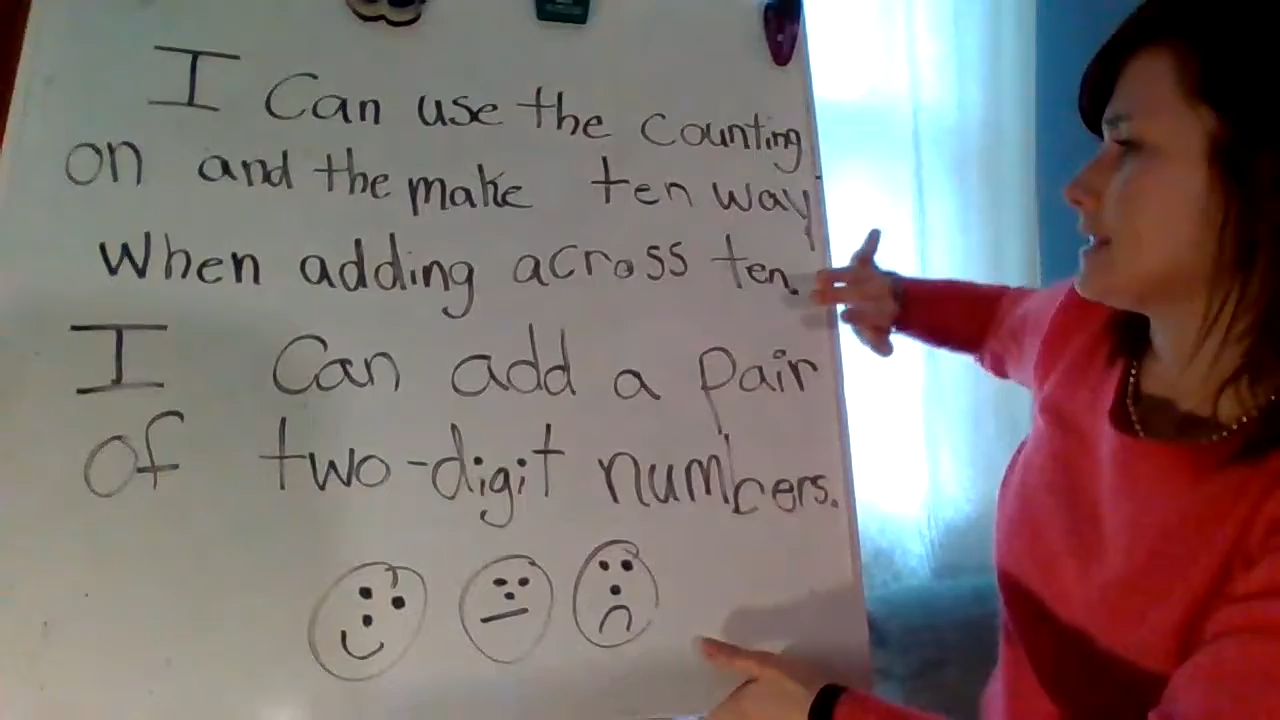 I Can use the counting
on and the make ten way
When adding across ten.
I Can add a pair
of two-digit numbers.